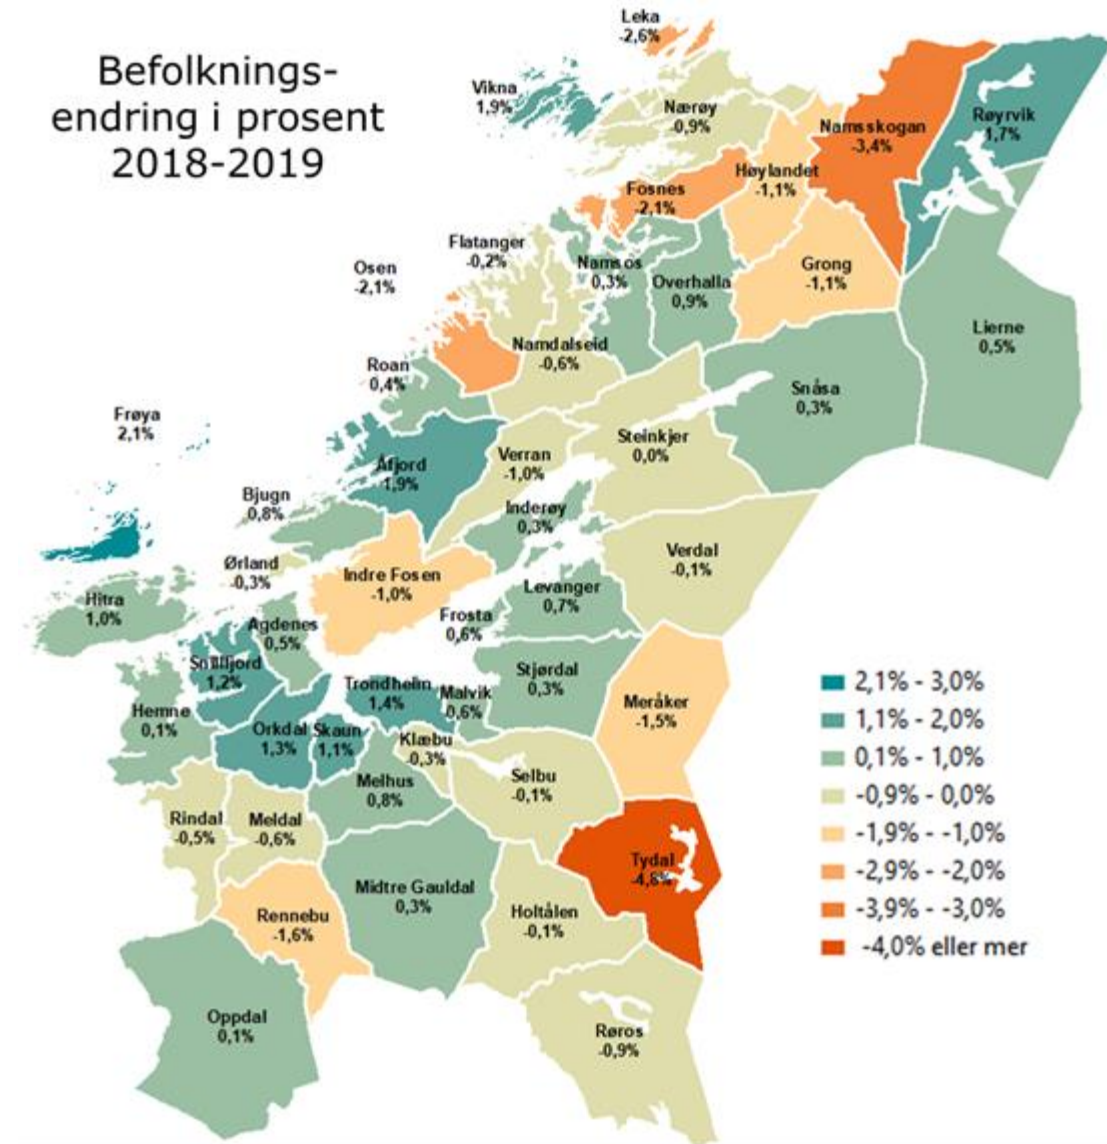 Befolknings-
endring i prosent
2018-2019
Leka
-2,6%
Vikna
1,9%
Nærøy
-0,9%
Namsskogan
-3,4%
Røyrvik
1,7%
Høylandet
-1,1%
Fosnes
-2,1%
Flatanger
-0,2%
Namsos
0,3%
Overhalla
0,9%
Grong
-1,1%
Osen
-2,1%
Lierne
0,5%
Namdalseid
-0,6%
Roan
0,4%
Snåsa
0,3%
Frøya
2,1%
Steinkjer
0,0%
Verran
-1,0%
Åfjord
1,9%
Bjugn
0,8%
Inderøy
0,3%
Verdal
-0,1%
Ørland
-0,3%
Indre Fosen
-1,0%
Levanger
0,7%
Hitra
1,0%
Frosta
0,6%
Agdenes
0,5%
Snillfjord
1,2%
Stjørdal
0,3%
Trondheim
1,4%
Malvik
0,6%
Meråker
-1,5%
Hemne
0,1%
Orkdal
1,3%
Skaun
1,1%
Klæbu
-0,3%
Selbu
-0,1%
Melhus
0,8%
Rindal
-0,5%
Meldal
-0,6%
Tydal
-4,8%
Midtre Gauldal
0,3%
Rennebu
-1,6%
Holtålen
-0,1%
Oppdal
0,1%
Røros
-0,9%
2,1% - 3,0%
1,1% - 2,0%
0,1% - 1,0%
-0,9% - 0,0%
-1,9% - -1,0%
-2,9% - -2,0%
-3,9% - -3,0%
-4,0% eller mer